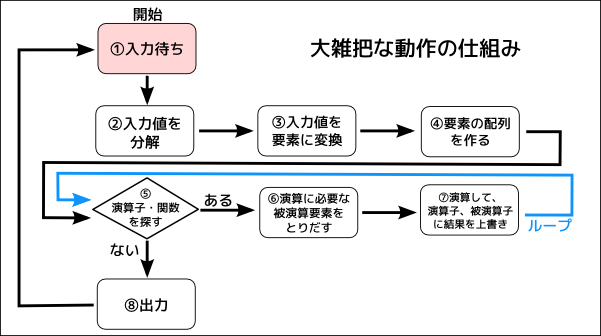 開始
大雑把な動作の仕組み
①入力待ち
②入力値を
分解
③入力値を
要素に変換
④要素の配列
を作る
⑤
演算子・関数
を探す
ある
⑥演算に必要な
被演算要素を
とりだす
⑦演算して、
演算子、被演算子
に結果を上書き
ループ
ない
⑧出力